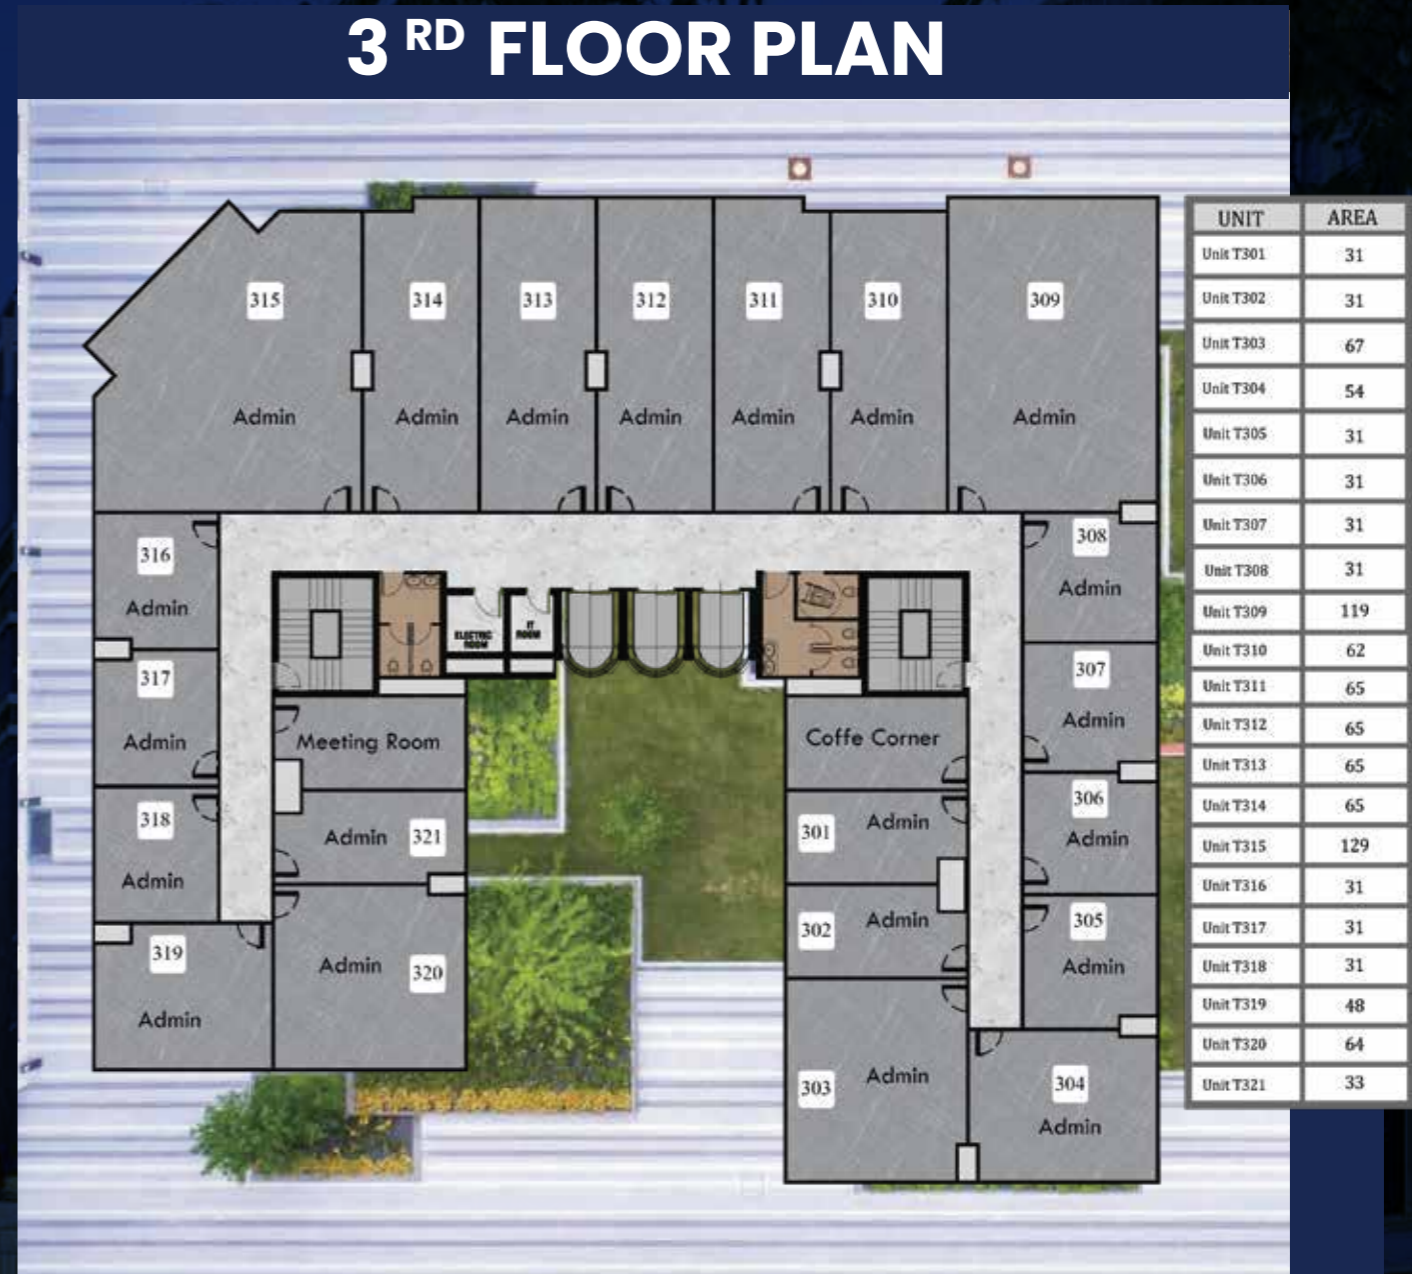 3 RD FLOOR PLAN
UNIT AREA
Unit T301 31
Unit T302 31
Unit T303 67
Unit T304 54
Unit T305 31
Unit T306 31
Unit T307 31
Unit T308 31
Unit T309 119
Unit T310 62
Unit T311 65
Unit T312 65
Unit T313 65
Unit T314 65
Unit T315 129
Unit T316 31
Unit T317 31
Unit T318 31
Unit T319 48
Unit T320 64
Unit T321 33
315 314 313 312 311 310 309
Admin Admin Admin Admin Admin Admin Admin
308
Admin
316
Admin
ELECTRIC
ROOM
IT
ROOM
307
Admin
317
Admin
Meeting Room
Coffe Corner
306
Admin
318
Admin
Admin 321
301 Admin
302 Admin
305
Admin
319
Admin
Admin 320
303 Admin
304
Admin